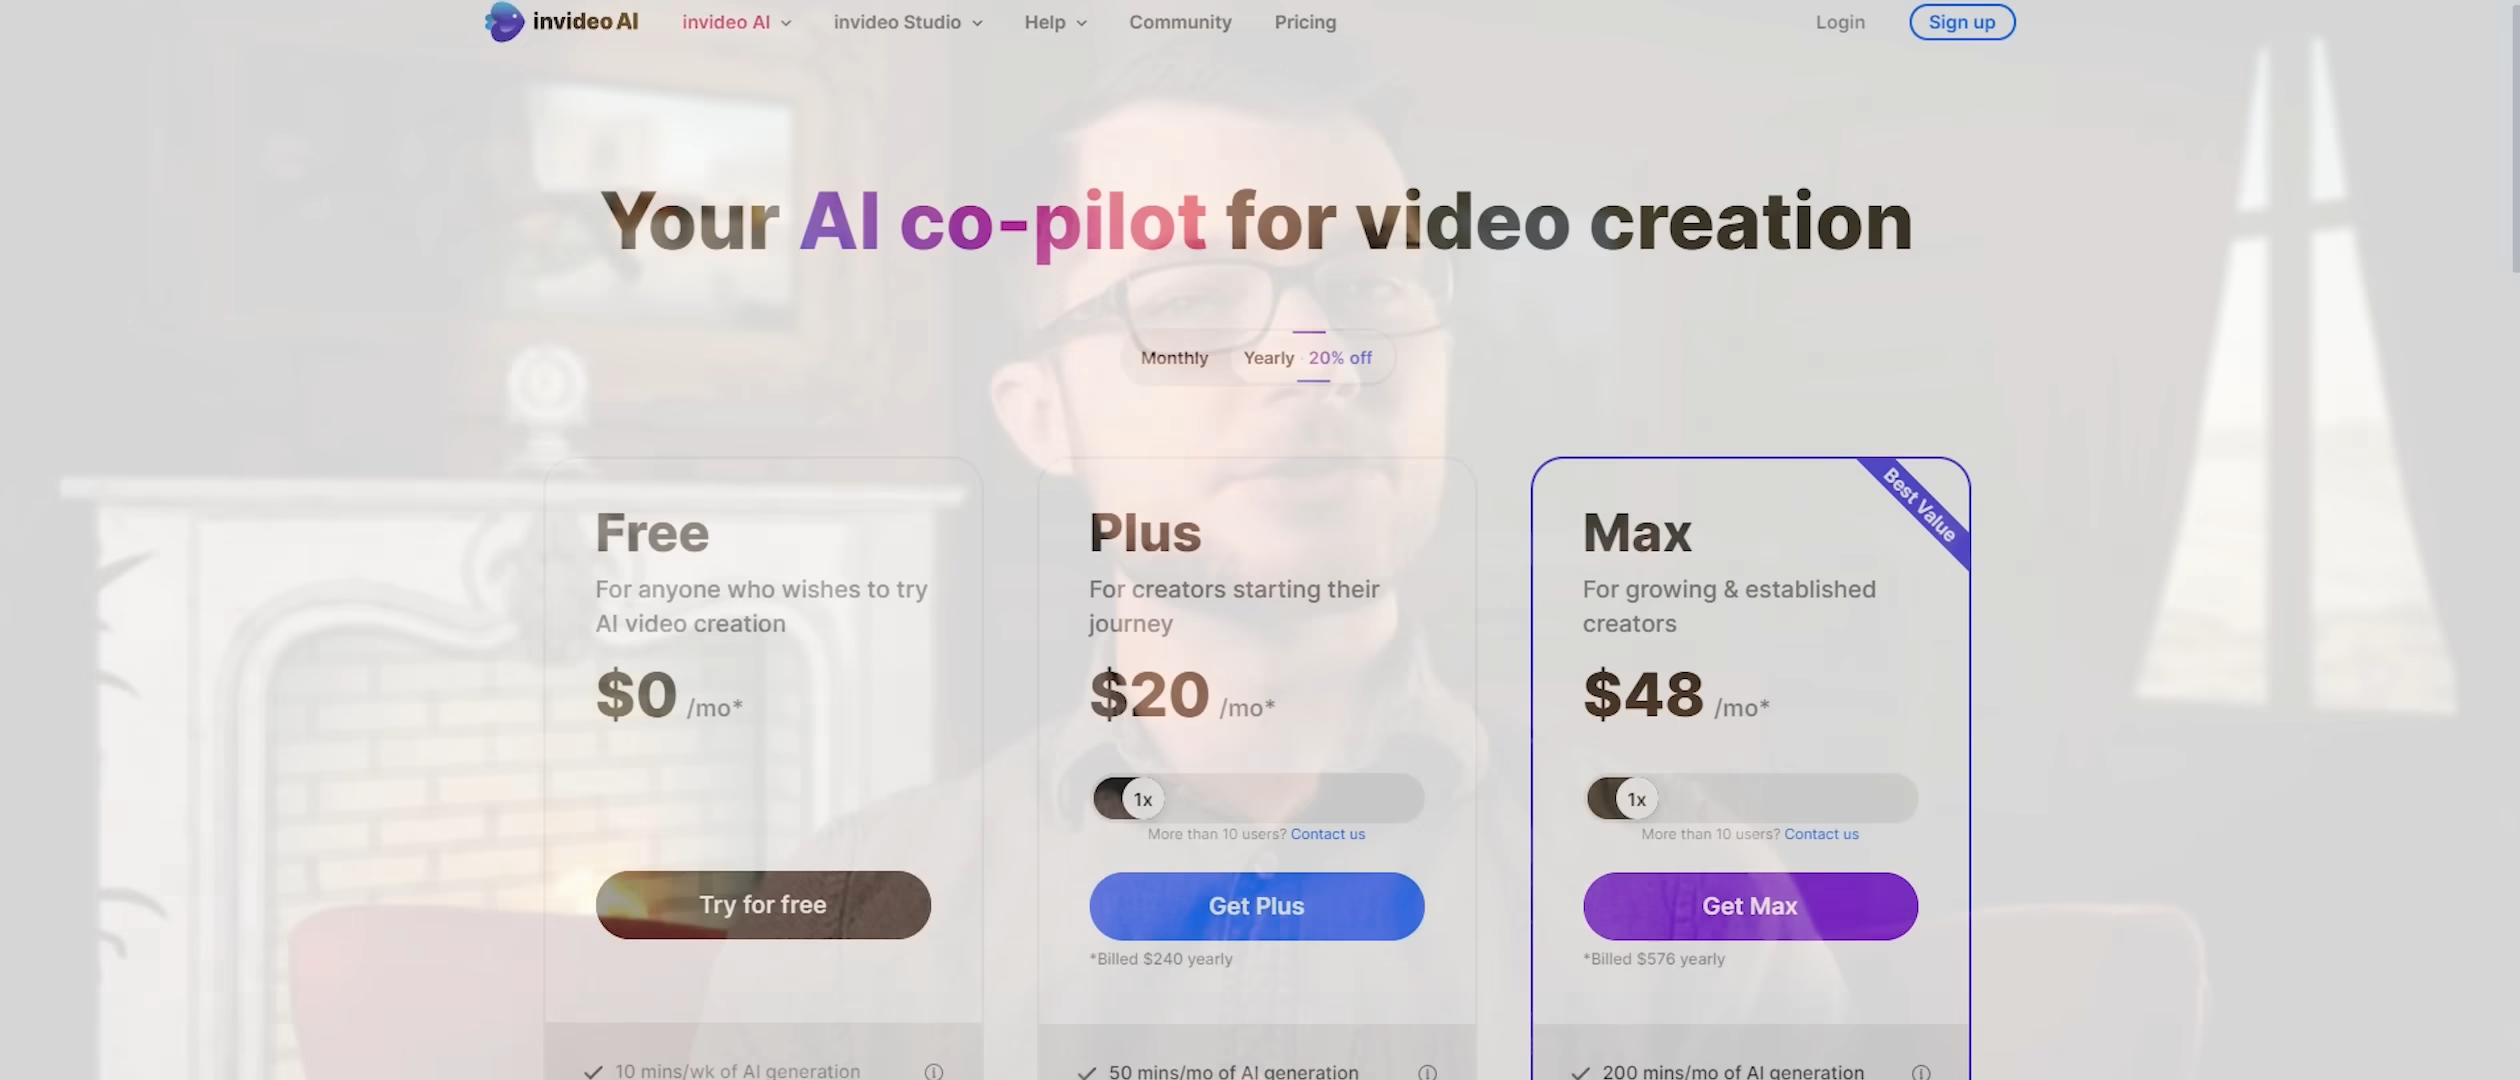 invideo AI
invideo AI
invideo Studio
Help
Community
Pricing
Login
Sign up
Your AI co-pilot for video creation
Monthly
Yearly · 20% off
Best Value
Free
For anyone who wishes to try
AI video creation
$0 /mo*
Try for free
10 mins/wk of AI generation
Plus
For creators starting their
journey
$20 /mo*
1x
More than 10 users? Contact us
Get Plus
*Billed $240 yearly
50 mins/mo of AI generation
Max
For growing & established
creators
$48 /mo*
1x
More than 10 users? Contact us
Get Max
*Billed $576 yearly
200 mins/mo of AI generation